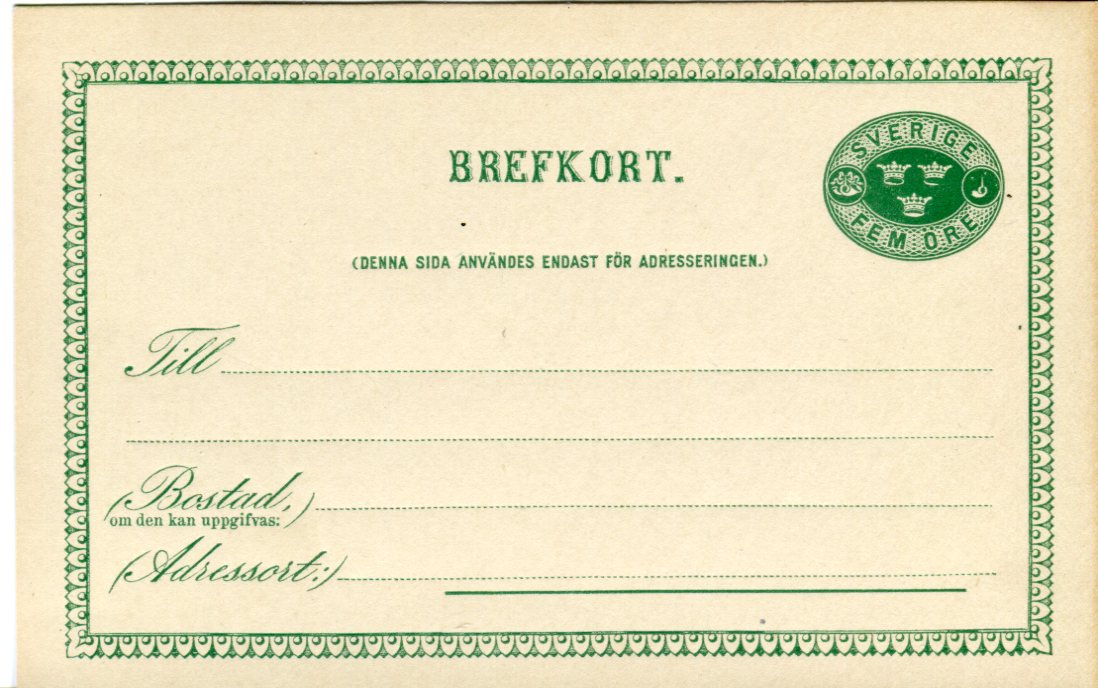 BREFKORT.
SVERIGE
FEM ÖRE
(DENNA SIDA ANVÄNDES ENDAST FÖR ADRESSERINGEN.)
Till
(Bostad,)
om den kan uppgifvas:
(Adressort:)